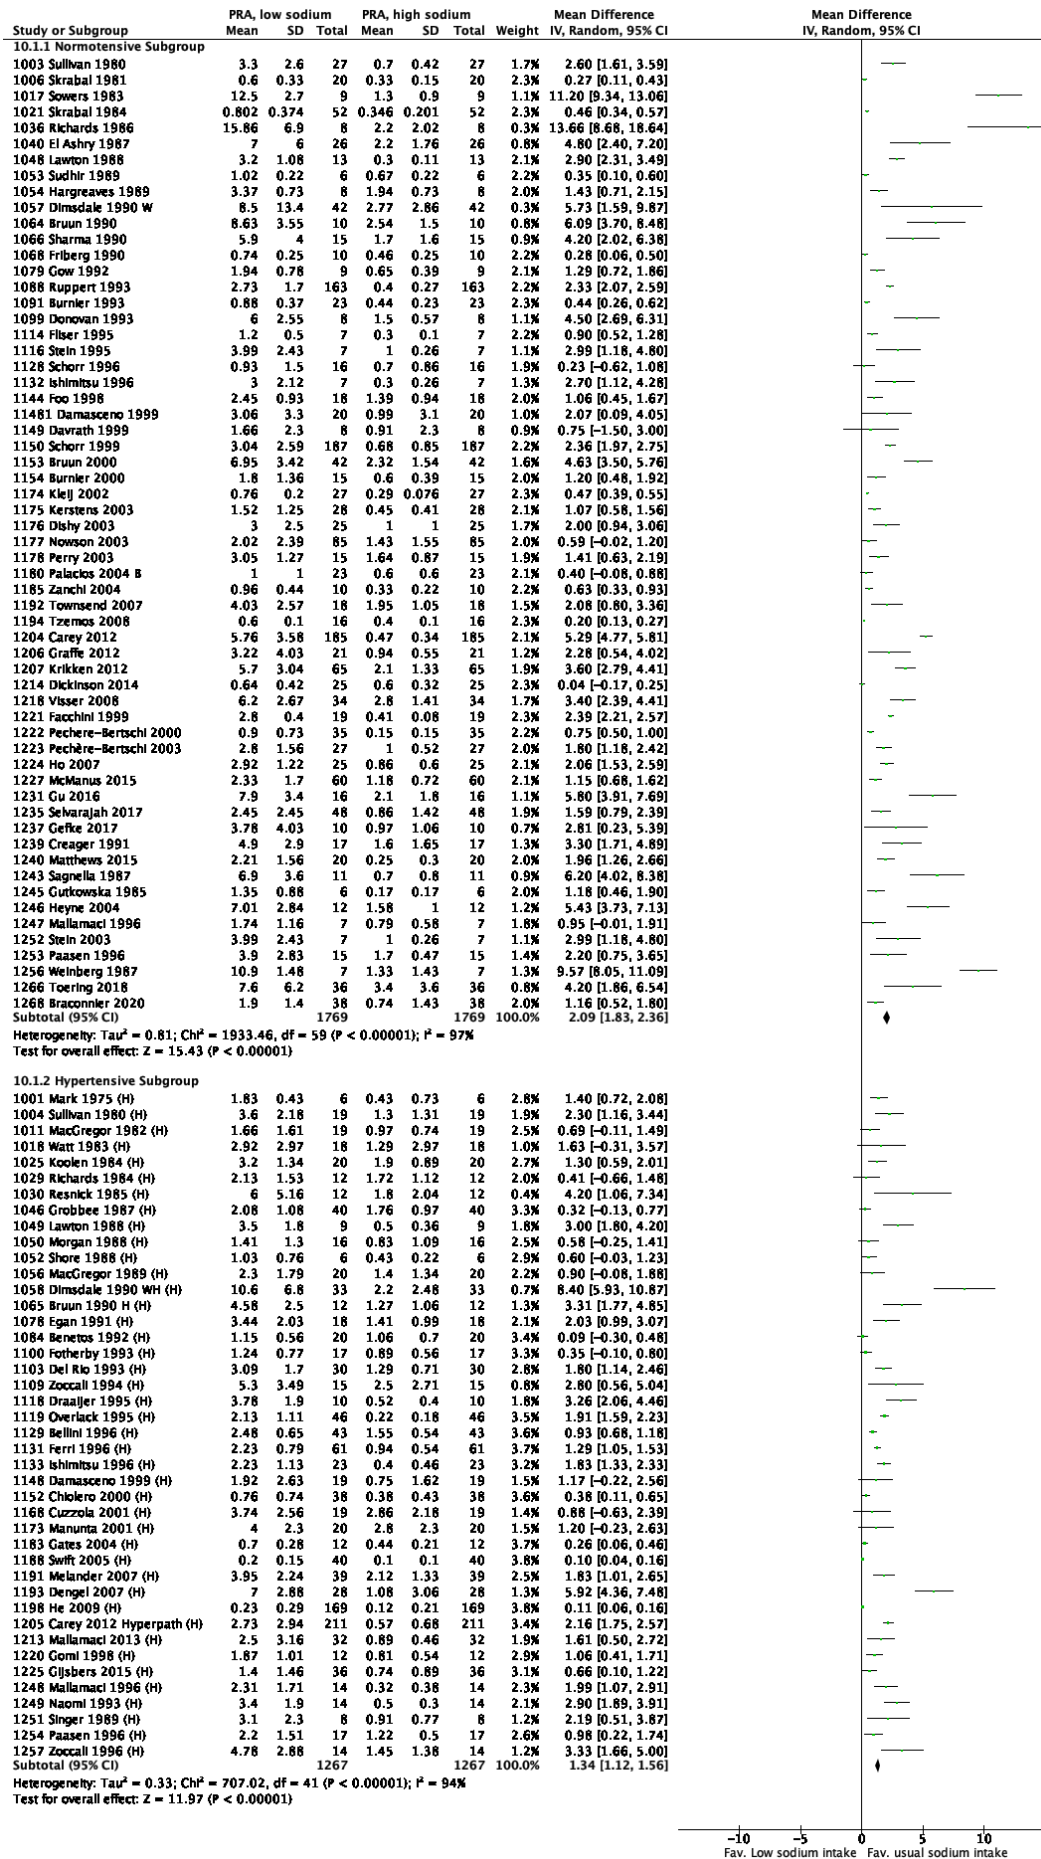 PRA, low sodium PRA, high sodium Mean Difference Mean Difference
Study or Subgroup Mean SD Total Mean SD Total Weight IV, Random, 95% CI IV, Random, 95% CI
10.1.1 Normotensive Subgroup
1003 Sullivan 1980 3.3 2.6 27 0.7 0.42 27 1.7% 2.60 [1.61, 3.59]
1006 Skrabal 1981 0.6 0.33 20 0.33 0.15 20 2.3% 0.27 [0.11, 0.43]
1017 Sowers 1983 12.5 2.7 9 1.3 0.9 9 1.1% 11.20 [9.34, 13.06]
1021 Skrabal 1984 0.802 0.374 52 0.346 0.201 52 2.3% 0.46 [0.34, 0.57]
1036 Richards 1986 15.86 6.9 8 2.2 2.02 8 0.3% 13.66 [8.68, 18.64]
1040 El Ashry 1987 7 6 26 2.2 1.76 26 0.8% 4.80 [2.40, 7.20]
1048 Lawton 1988 3.2 1.08 13 0.3 0.11 13 2.1% 2.90 [2.31, 3.49]
1053 Sudhir 1989 1.02 0.22 6 0.67 0.22 6 2.2% 0.35 [0.10, 0.60]
1054 Hargreaves 1989 3.37 0.73 8 1.94 0.73 8 2.0% 1.43 [0.71, 2.15]
1057 Dimsdale 1990 W 8.5 13.4 42 2.77 2.86 42 0.3% 5.73 [1.59, 9.87]
1064 Bruun 1990 8.63 3.55 10 2.54 1.5 10 0.8% 6.09 [3.70, 8.48]
1066 Sharma 1990 5.9 4 15 1.7 1.6 15 0.9% 4.20 [2.02, 6.38]
1068 Friberg 1990 0.74 0.25 10 0.46 0.25 10 2.2% 0.28 [0.06, 0.50]
1079 Gow 1992 1.94 0.78 9 0.65 0.39 9 2.1% 1.29 [0.72, 1.86]
1088 Ruppert 1993 2.73 1.7 163 0.4 0.27 163 2.2% 2.33 [2.07, 2.59]
1091 Burnier 1993 0.88 0.37 23 0.44 0.23 23 2.3% 0.44 [0.26, 0.62]
1099 Donovan 1993 6 2.55 8 1.5 0.57 8 1.1% 4.50 [2.69, 6.31]
1114 Fliser 1995 1.2 0.5 7 0.3 0.1 7 2.2% 0.90 [0.52, 1.28]
1116 Stein 1995 3.99 2.43 7 1 0.26 7 1.1% 2.99 [1.18, 4.80]
1128 Schorr 1996 0.93 1.5 16 0.7 0.86 16 1.9% 0.23 [-0.62, 1.08]
1132 Ishimitsu 1996 3 2.12 7 0.3 0.26 7 1.3% 2.70 [1.12, 4.28]
1144 Foo 1998 2.45 0.93 18 1.39 0.94 18 2.0% 1.06 [0.45, 1.67]
11481 Damasceno 1999 3.06 3.3 20 0.99 3.1 20 1.0% 2.07 [0.09, 4.05]
1149 Davrath 1999 1.66 2.3 8 0.91 2.3 8 0.9% 0.75 [-1.50, 3.00]
1150 Schorr 1999 3.04 2.59 187 0.68 0.85 187 2.2% 2.36 [1.97, 2.75]
1153 Bruun 2000 6.95 3.42 42 2.32 1.54 42 1.6% 4.63 [3.50, 5.76]
1154 Burnier 2000 1.8 1.36 15 0.6 0.39 15 2.0% 1.20 [0.48, 1.92]
1174 Kleij 2002 0.76 0.2 27 0.29 0.076 27 2.3% 0.47 [0.39, 0.55]
1175 Kerstens 2003 1.52 1.25 28 0.45 0.41 28 2.1% 1.07 [0.58, 1.56]
1176 Dishy 2003 3 2.5 25 1 1 25 1.7% 2.00 [0.94, 3.06]
1177 Nowson 2003 2.02 2.39 85 1.43 1.55 85 2.0% 0.59 [-0.02, 1.20]
1178 Perry 2003 3.05 1.27 15 1.64 0.87 15 1.9% 1.41 [0.63, 2.19]
1180 Palacios 2004 B 1 1 23 0.6 0.6 23 2.1% 0.40 [-0.08, 0.88]
1185 Zanchi 2004 0.96 0.44 10 0.33 0.22 10 2.2% 0.63 [0.33, 0.93]
1192 Townsend 2007 4.03 2.57 18 1.95 1.05 18 1.5% 2.08 [0.80, 3.36]
1194 Tzemos 2008 0.6 0.1 16 0.4 0.1 16 2.3% 0.20 [0.13, 0.27]
1204 Carey 2012 5.76 3.58 185 0.47 0.34 185 2.1% 5.29 [4.77, 5.81]
1206 Graffe 2012 3.22 4.03 21 0.94 0.55 21 1.2% 2.28 [0.54, 4.02]
1207 Krikken 2012 5.7 3.04 65 2.1 1.33 65 1.9% 3.60 [2.79, 4.41]
1214 Dickinson 2014 0.64 0.42 25 0.6 0.32 25 2.3% 0.04 [-0.17, 0.25]
1218 Visser 2008 6.2 2.67 34 2.8 1.41 34 1.7% 3.40 [2.39, 4.41]
1221 Facchini 1999 2.8 0.4 19 0.41 0.08 19 2.3% 2.39 [2.21, 2.57]
1222 Pechere-Bertschi 2000 0.9 0.73 35 0.15 0.15 35 2.2% 0.75 [0.50, 1.00]
1223 Pechère-Bertschi 2003 2.8 1.56 27 1 0.52 27 2.0% 1.80 [1.18, 2.42]
1224 Ho 2007 2.92 1.22 25 0.86 0.6 25 2.1% 2.06 [1.53, 2.59]
1227 McManus 2015 2.33 1.7 60 1.18 0.72 60 2.1% 1.15 [0.68, 1.62]
1231 Gu 2016 7.9 3.4 16 2.1 1.8 16 1.1% 5.80 [3.91, 7.69]
1235 Selvarajah 2017 2.45 2.45 48 0.86 1.42 48 1.9% 1.59 [0.79, 2.39]
1237 Gefke 2017 3.78 4.03 10 0.97 1.06 10 0.7% 2.81 [0.23, 5.39]
1239 Creager 1991 4.9 2.9 17 1.6 1.65 17 1.3% 3.30 [1.71, 4.89]
1240 Matthews 2015 2.21 1.56 20 0.25 0.3 20 2.0% 1.96 [1.26, 2.66]
1243 Sagnella 1987 6.9 3.6 11 0.7 0.8 11 0.9% 6.20 [4.02, 8.38]
1245 Gutkowska 1985 1.35 0.88 6 0.17 0.17 6 2.0% 1.18 [0.46, 1.90]
1246 Heyne 2004 7.01 2.84 12 1.58 1 12 1.2% 5.43 [3.73, 7.13]
1247 Mallamaci 1996 1.74 1.16 7 0.79 0.58 7 1.8% 0.95 [-0.01, 1.91]
1252 Stein 2003 3.99 2.43 7 1 0.26 7 1.1% 2.99 [1.18, 4.80]
1253 Paasen 1996 3.9 2.83 15 1.7 0.47 15 1.4% 2.20 [0.75, 3.65]
1256 Weinberg 1987 10.9 1.48 7 1.33 1.43 7 1.3% 9.57 [8.05, 11.09]
1266 Toering 2018 7.6 6.2 36 3.4 3.6 36 0.8% 4.20 [1.86, 6.54]
1268 Braconnier 2020 1.9 1.4 38 0.74 1.43 38 2.0% 1.16 [0.52, 1.80]
Subtotal (95% CI) 1769 1769 100.0% 2.09 [1.83, 2.36]
Heterogeneity: Tau² = 0.81; Chi² = 1933.46, df = 59 (P < 0.00001); I² = 97%
Test for overall effect: Z = 15.43 (P < 0.00001)
10.1.2 Hypertensive Subgroup
1001 Mark 1975 (H) 1.83 0.43 6 0.43 0.73 6 2.8% 1.40 [0.72, 2.08]
1004 Sullivan 1980 (H) 3.6 2.18 19 1.3 1.31 19 1.9% 2.30 [1.16, 3.44]
1011 MacGregor 1982 (H) 1.66 1.61 19 0.97 0.74 19 2.5% 0.69 [-0.11, 1.49]
1018 Watt 1983 (H) 2.92 2.97 18 1.29 2.97 18 1.0% 1.63 [-0.31, 3.57]
1025 Koolen 1984 (H) 3.2 1.34 20 1.9 0.89 20 2.7% 1.30 [0.59, 2.01]
1029 Richards 1984 (H) 2.13 1.53 12 1.72 1.12 12 2.0% 0.41 [-0.66, 1.48]
1030 Resnick 1985 (H) 6 5.16 12 1.8 2.04 12 0.4% 4.20 [1.06, 7.34]
1046 Grobbee 1987 (H) 2.08 1.08 40 1.76 0.97 40 3.3% 0.32 [-0.13, 0.77]
1049 Lawton 1988 (H) 3.5 1.8 9 0.5 0.36 9 1.8% 3.00 [1.80, 4.20]
1050 Morgan 1988 (H) 1.41 1.3 16 0.83 1.09 16 2.5% 0.58 [-0.25, 1.41]
1052 Shore 1988 (H) 1.03 0.76 6 0.43 0.22 6 2.9% 0.60 [-0.03, 1.23]
1056 MacGregor 1989 (H) 2.3 1.79 20 1.4 1.34 20 2.2% 0.90 [-0.08, 1.88]
1058 Dimsdale 1990 WH (H) 10.6 6.8 33 2.2 2.48 33 0.7% 8.40 [5.93, 10.87]
1065 Bruun 1990 H (H) 4.58 2.5 12 1.27 1.06 12 1.3% 3.31 [1.77, 4.85]
1078 Egan 1991 (H) 3.44 2.03 18 1.41 0.99 18 2.1% 2.03 [0.99, 3.07]
1084 Benetos 1992 (H) 1.15 0.56 20 1.06 0.7 20 3.4% 0.09 [-0.30, 0.48]
1100 Fotherby 1993 (H) 1.24 0.77 17 0.89 0.56 17 3.3% 0.35 [-0.10, 0.80]
1103 Del Rio 1993 (H) 3.09 1.7 30 1.29 0.71 30 2.8% 1.80 [1.14, 2.46]
1109 Zoccali 1994 (H) 5.3 3.49 15 2.5 2.71 15 0.8% 2.80 [0.56, 5.04]
1118 Draaijer 1995 (H) 3.78 1.9 10 0.52 0.4 10 1.8% 3.26 [2.06, 4.46]
1119 Overlack 1995 (H) 2.13 1.11 46 0.22 0.18 46 3.5% 1.91 [1.59, 2.23]
1129 Bellini 1996 (H) 2.48 0.65 43 1.55 0.54 43 3.6% 0.93 [0.68, 1.18]
1131 Ferri 1996 (H) 2.23 0.79 61 0.94 0.54 61 3.7% 1.29 [1.05, 1.53]
1133 Ishimitsu 1996 (H) 2.23 1.13 23 0.4 0.46 23 3.2% 1.83 [1.33, 2.33]
1148 Damasceno 1999 (H) 1.92 2.63 19 0.75 1.62 19 1.5% 1.17 [-0.22, 2.56]
1152 Chiolero 2000 (H) 0.76 0.74 38 0.38 0.43 38 3.6% 0.38 [0.11, 0.65]
1168 Cuzzola 2001 (H) 3.74 2.56 19 2.86 2.18 19 1.4% 0.88 [-0.63, 2.39]
1173 Manunta 2001 (H) 4 2.3 20 2.8 2.3 20 1.5% 1.20 [-0.23, 2.63]
1183 Gates 2004 (H) 0.7 0.28 12 0.44 0.21 12 3.7% 0.26 [0.06, 0.46]
1188 Swift 2005 (H) 0.2 0.15 40 0.1 0.1 40 3.8% 0.10 [0.04, 0.16]
1191 Melander 2007 (H) 3.95 2.24 39 2.12 1.33 39 2.6% 1.83 [1.01, 2.65]
1193 Dengel 2007 (H) 7 2.88 28 1.08 3.06 28 1.3% 5.92 [4.36, 7.48]
1198 He 2009 (H) 0.23 0.29 169 0.12 0.21 169 3.8% 0.11 [0.06, 0.16]
1205 Carey 2012 Hyperpath (H) 2.73 2.94 211 0.57 0.68 211 3.4% 2.16 [1.75, 2.57]
1213 Mallamaci 2013 (H) 2.5 3.16 32 0.89 0.46 32 1.9% 1.61 [0.50, 2.72]
1220 Gomi 1998 (H) 1.87 1.01 12 0.81 0.54 12 2.9% 1.06 [0.41, 1.71]
1225 Gijsbers 2015 (H) 1.4 1.46 36 0.74 0.89 36 3.1% 0.66 [0.10, 1.22]
1248 Mallamaci 1996 (H) 2.31 1.71 14 0.32 0.38 14 2.3% 1.99 [1.07, 2.91]
1249 Naomi 1993 (H) 3.4 1.9 14 0.5 0.3 14 2.2% 2.90 [1.89, 3.91]
1251 Singer 1989 (H) 3.1 2.3 8 0.91 0.77 8 1.2% 2.19 [0.51, 3.87]
1254 Paasen 1996 (H) 2.2 1.51 17 1.22 0.5 17 2.6% 0.98 [0.22, 1.74]
1257 Zoccali 1996 (H) 4.78 2.88 14 1.45 1.38 14 1.2% 3.33 [1.66, 5.00]
Subtotal (95% CI) 1267 1267 100.0% 1.34 [1.12, 1.56]
Heterogeneity: Tau² = 0.33; Chi² = 707.02, df = 41 (P < 0.00001); I² = 94%
Test for overall effect: Z = 11.97 (P < 0.00001)
-10 -5 0 5 10
Fav. Low sodium intake Fav. usual sodium intake